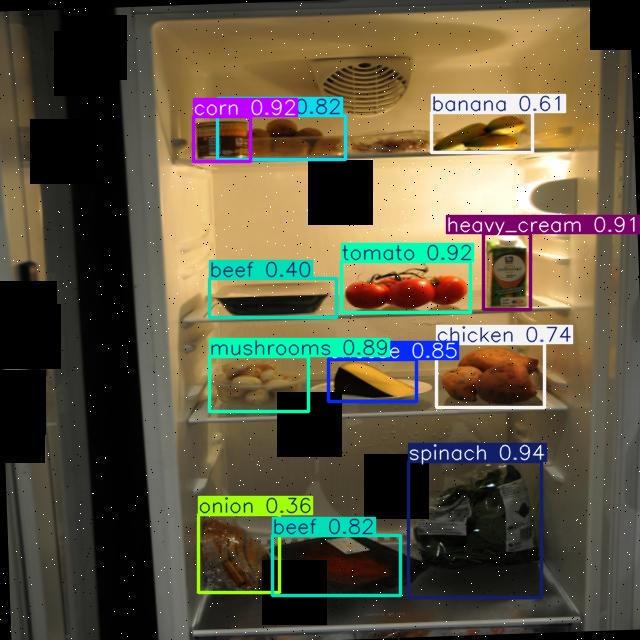 corn 0.92
0.82
banana 0.61
heavy_cream 0.91
tomato 0.92
beef 0.40
chicken 0.74
mushrooms 0.89
e 0.85
spinach 0.94
onion 0.36
beef 0.82